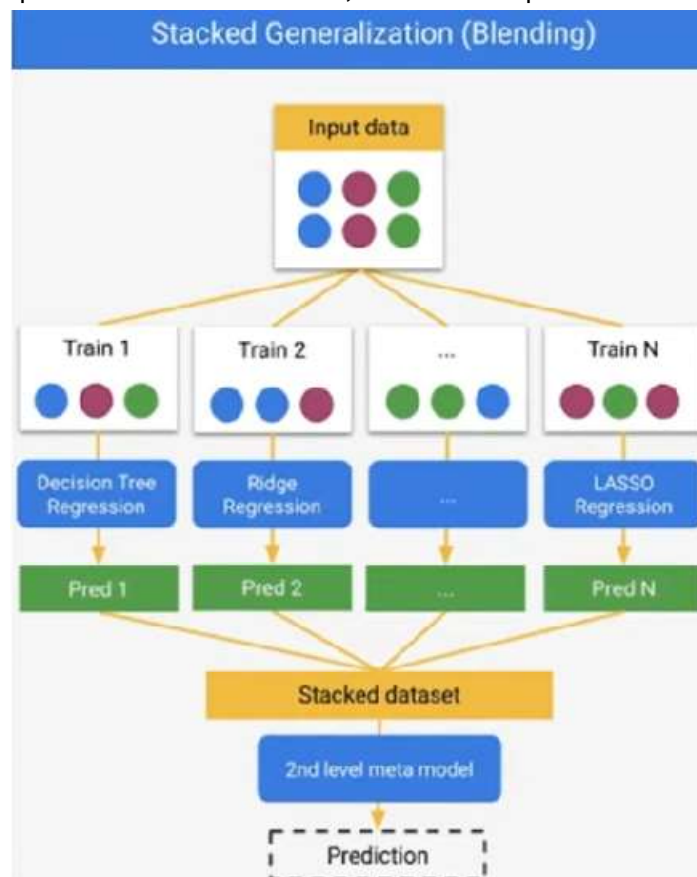 Stacked Generalization (Blending)
Input data
Train 1
Train 2
...
Train N
Decision Tree
Regression
Ridge
Regression
...
LASSO
Regression
Pred 1
Pred 2
...
Pred N
Stacked dataset
2nd level meta model
Prediction